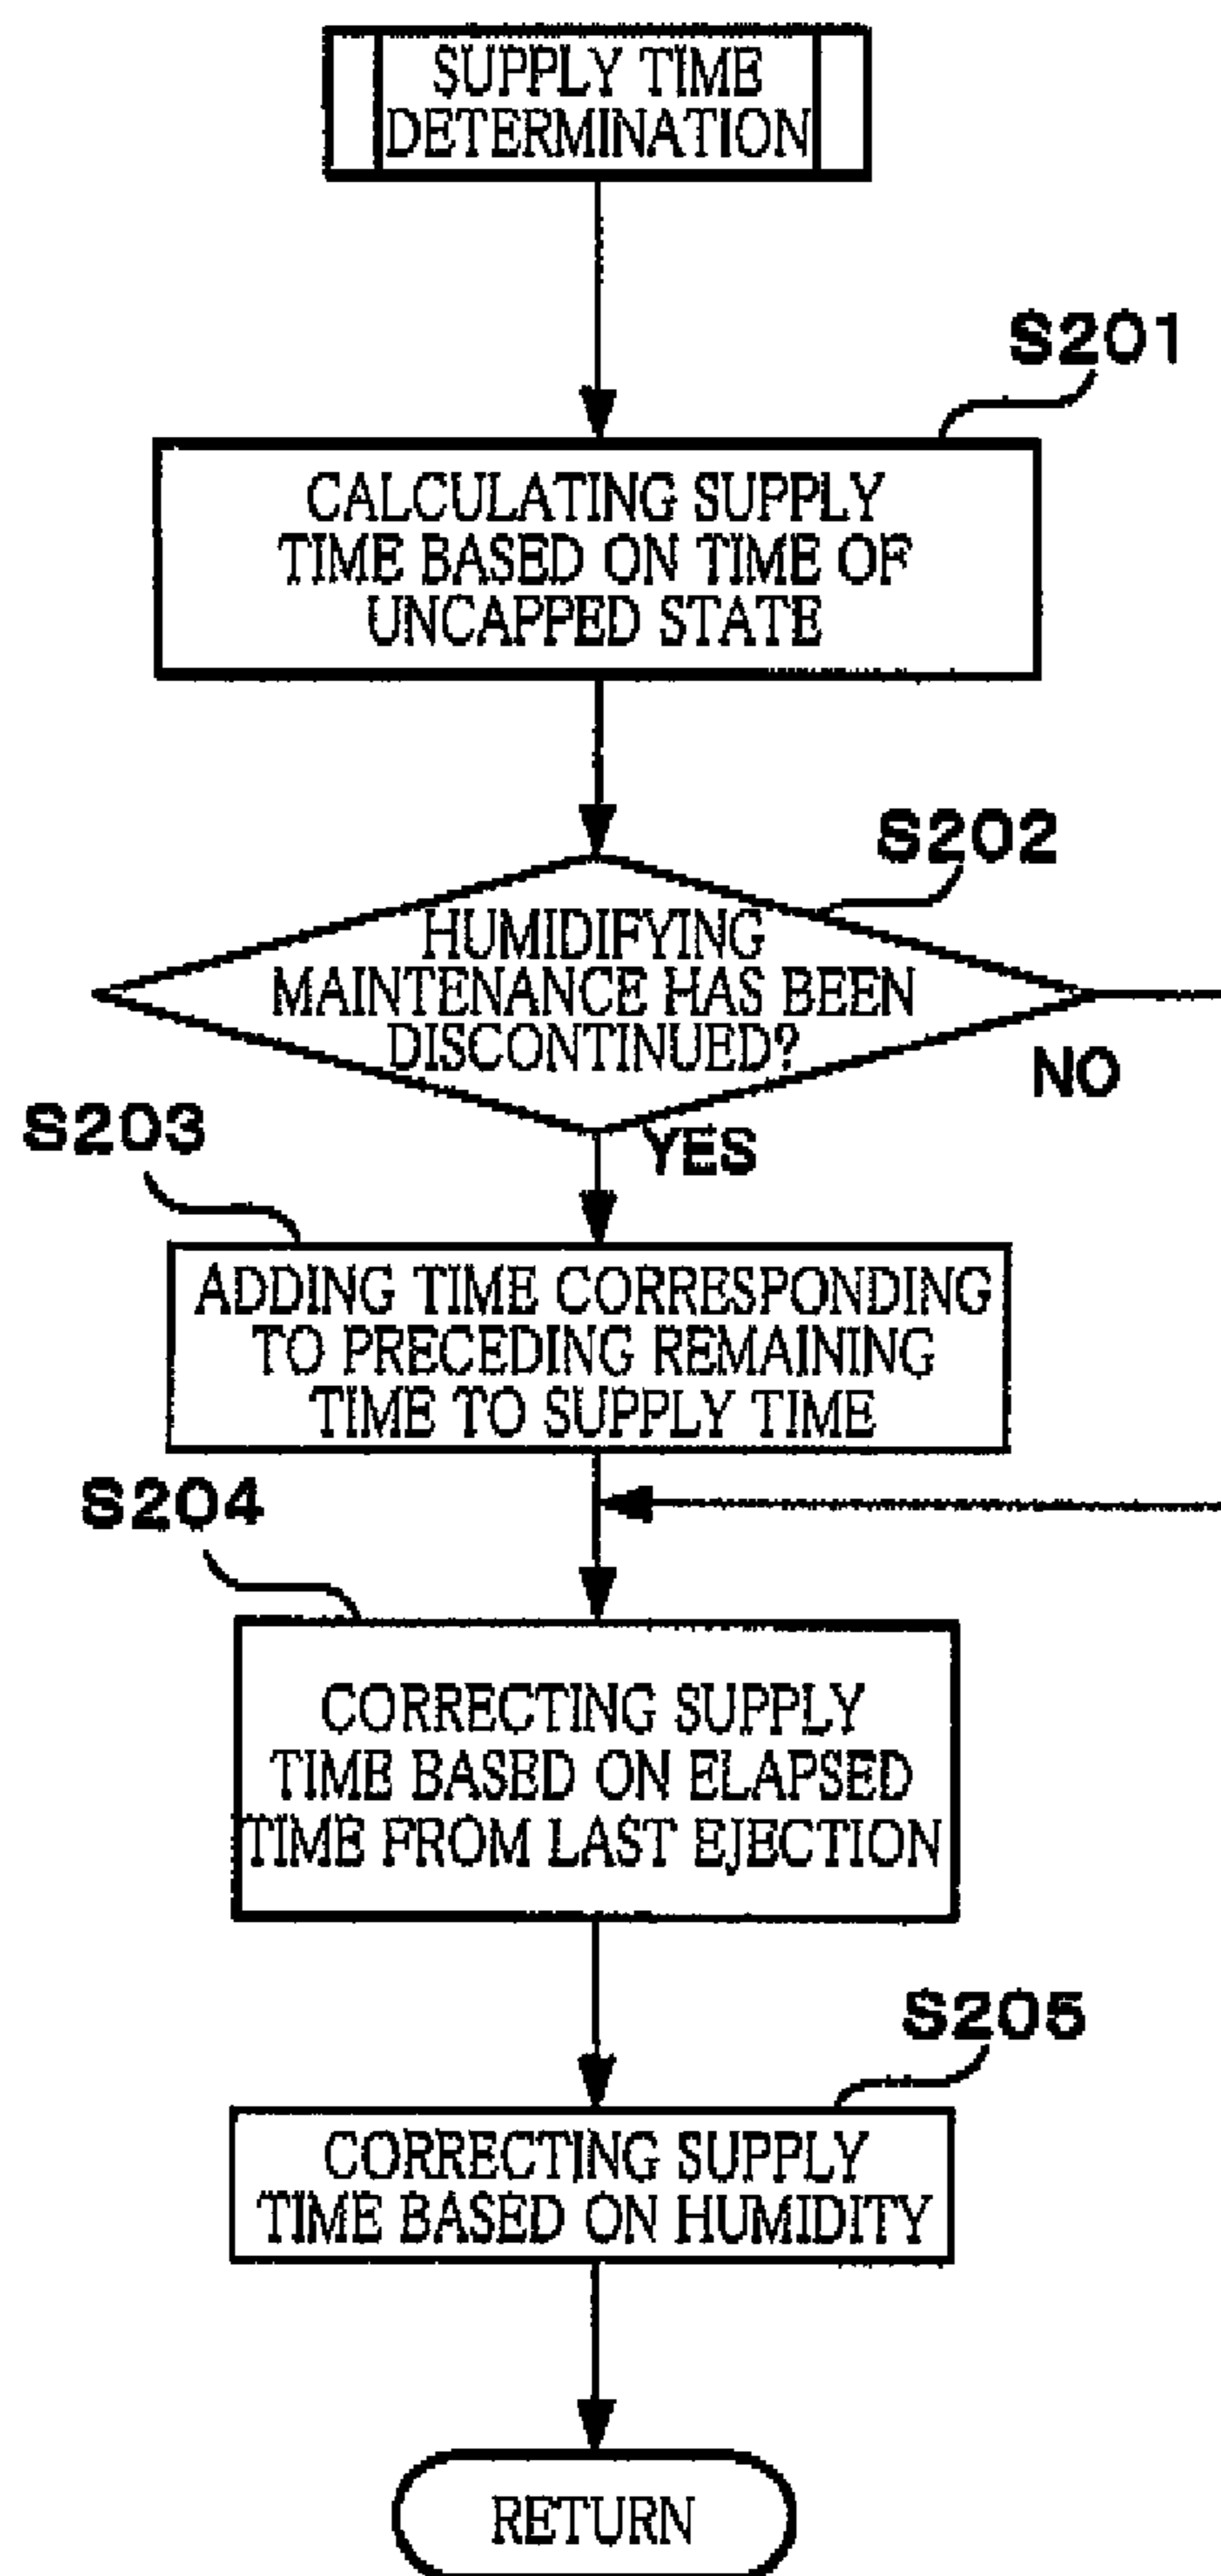 SUPPLY TIME
DETERMINATION
S201
CALCULATING SUPPLY
TIME BASED ON TIME OF
UNCAPPED STATE
S202
HUMIDIFYING
MAINTENANCE HAS BEEN
DISCONTINUED?
NO
YES
S203
ADDING TIME CORRESPONDING
TO PRECEDING REMAINING
TIME TO SUPPLY TIME
S204
CORRECTING SUPPLY
TIME BASED ON ELAPSED
TIME FROM LAST EJECTION
S205
CORRECTING SUPPLY
TIME BASED ON HUMIDITY
RETURN